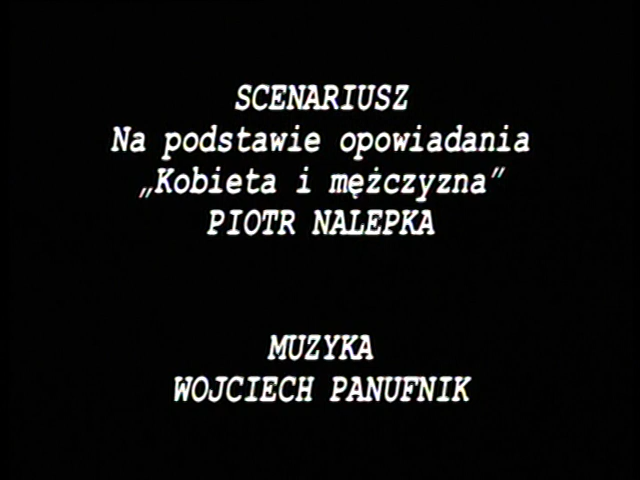 SCENARIUSZ
Na podstawie opowiadania
„Kobieta i mężczyzna”
PIOTR NALEPKA
MUZYKA
WOJCIECH PANUFNIK